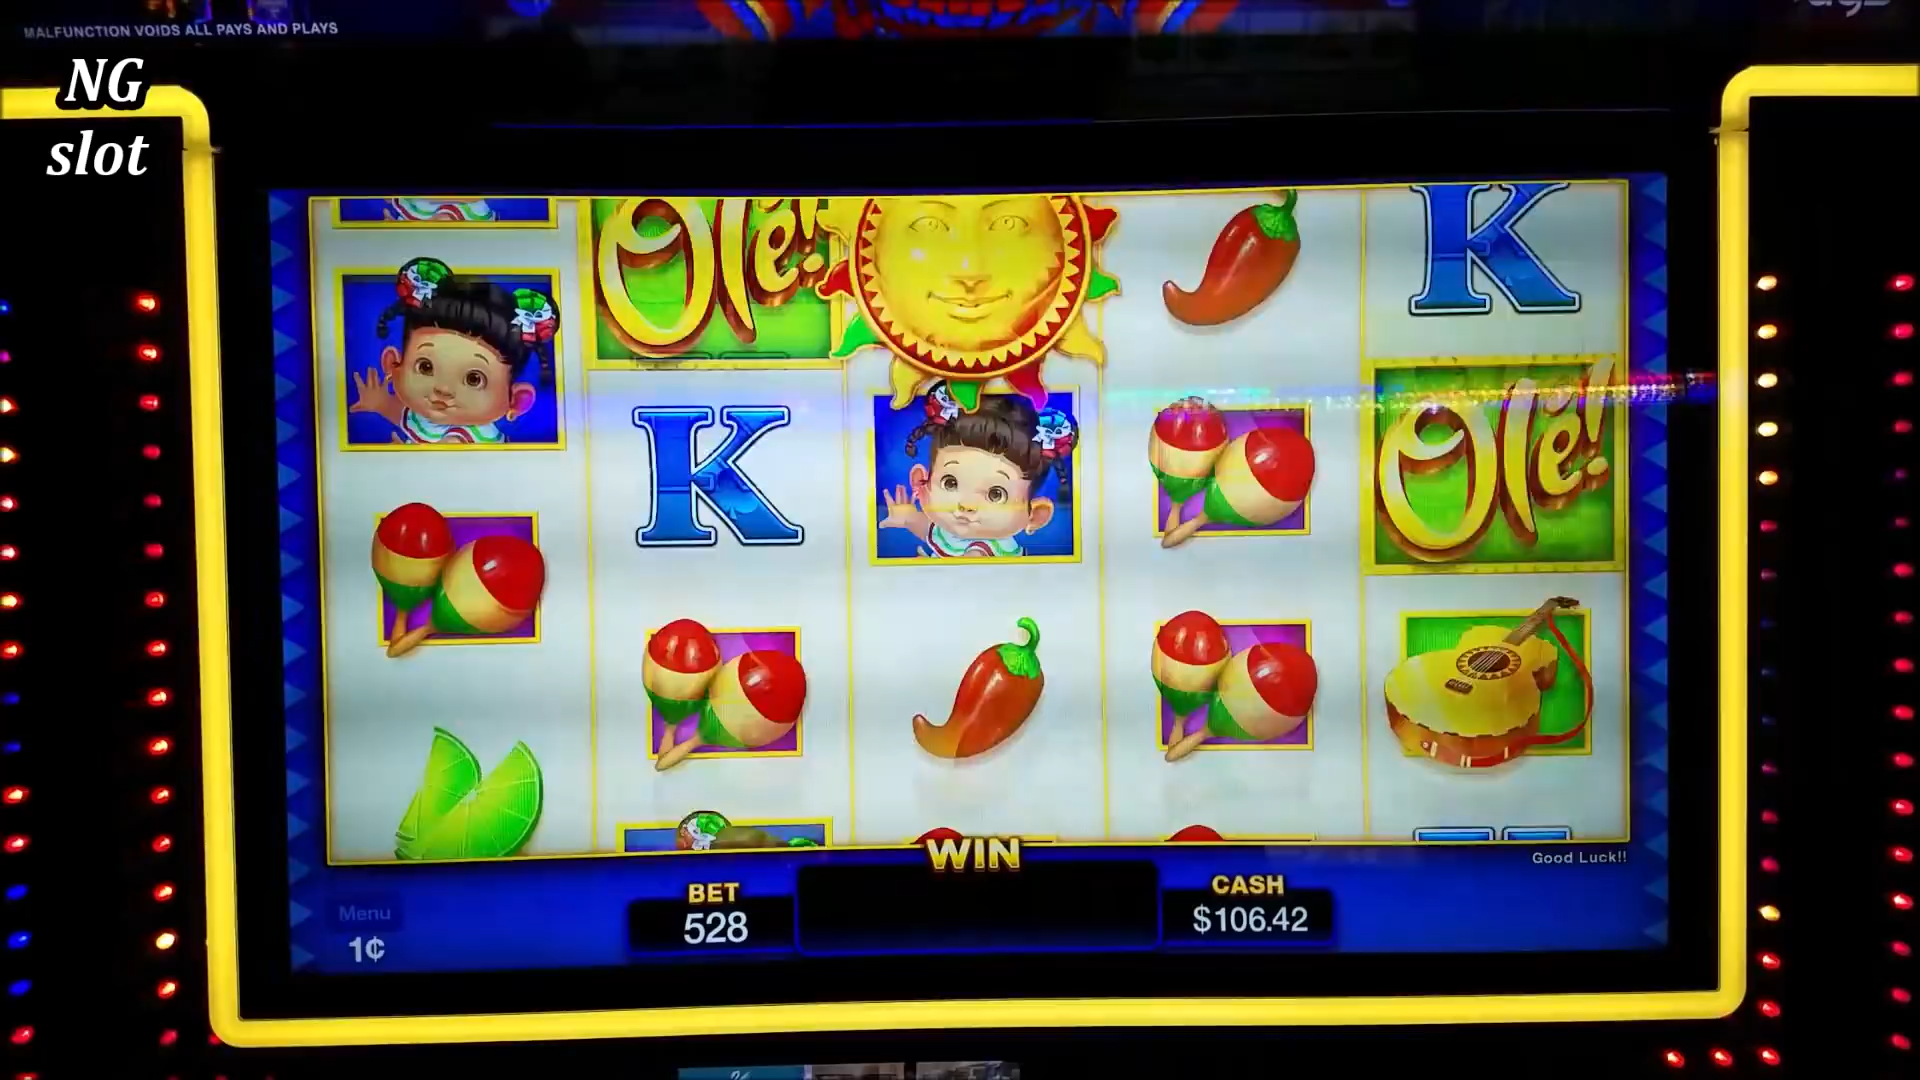 MALFUNCTION VOIDS ALL PAYS AND PLAYS
NG
slot
Olé!
K
K
Olé!
WIN
Good Luck!!
BET
528
CASH
$106.42
Menu
1¢